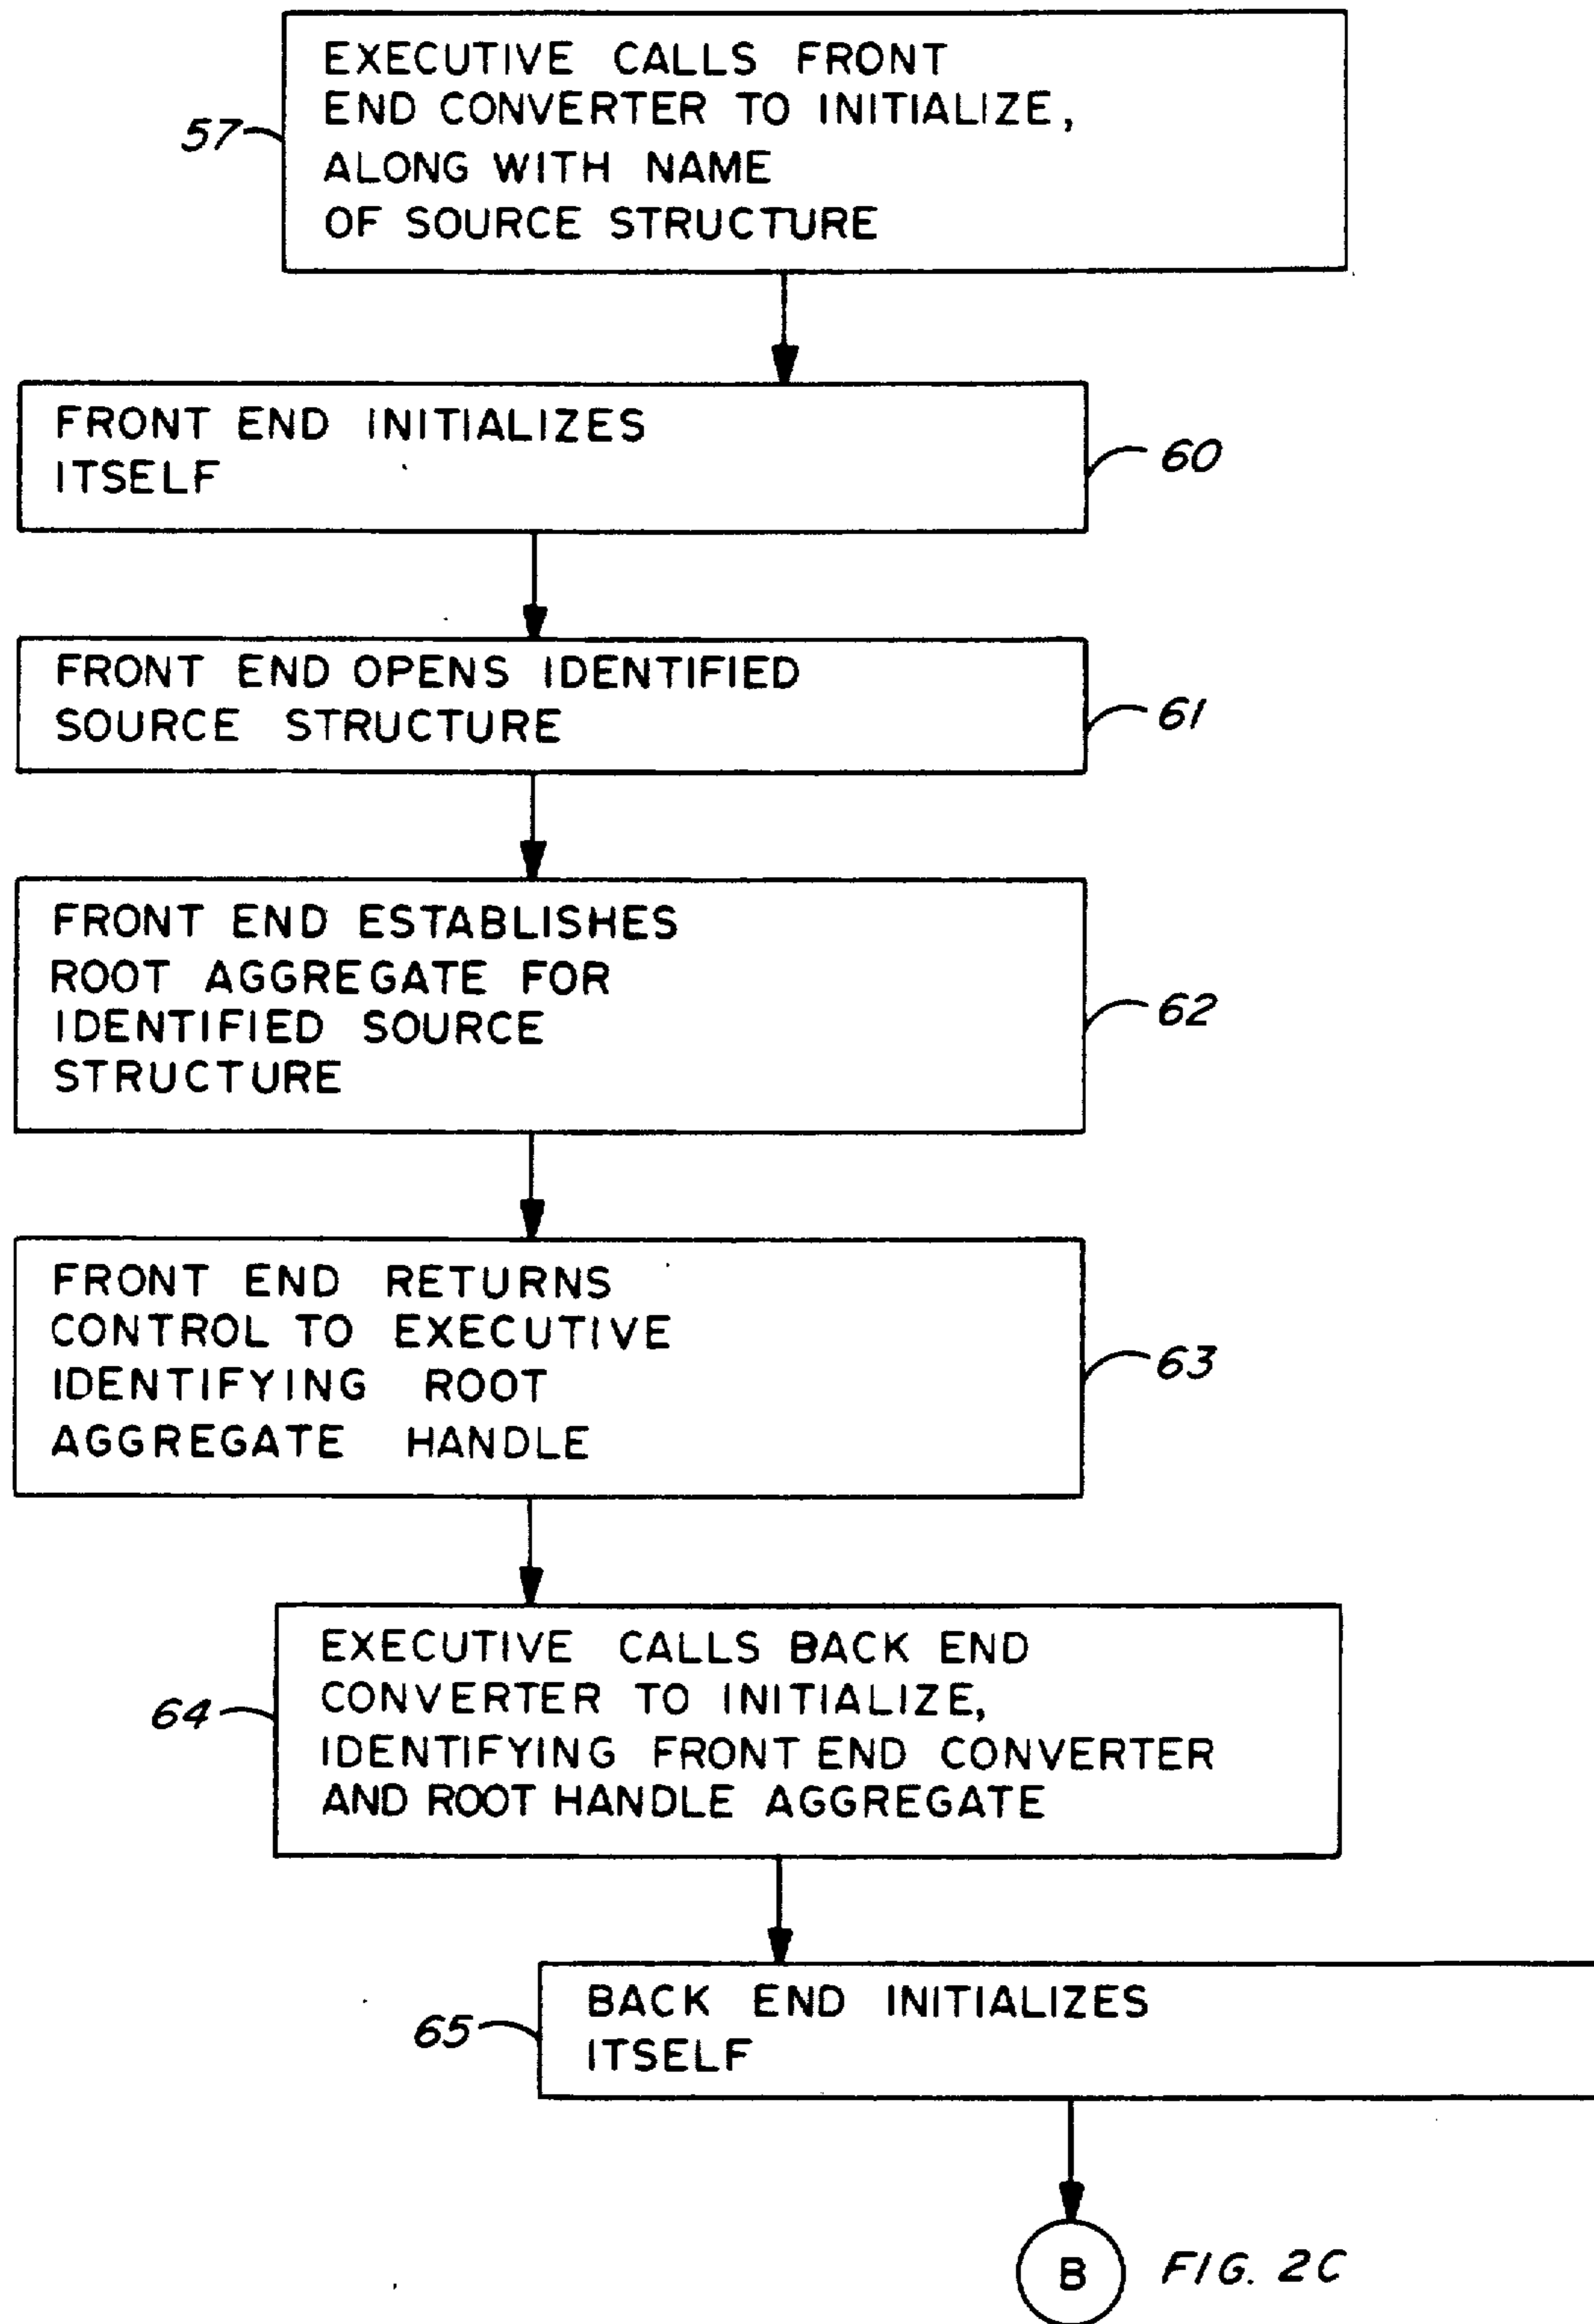 EXECUTIVE CALLS FRONT
END CONVERTER TO INITIALIZE,
57
ALONG WITH NAME
OF SOURCE STRUCTURE
FRONT END INITIALIZES
60
ITSELF
FRONT END OPENS IDENTIFIED
61
SOURCE STRUCTURE
FRONT END ESTABLISHES
ROOT AGGREGATE FOR
62
IDENTIFIED SOURCE
STRUCTURE
FRONT END RETURNS
CONTROL TO EXECUTIVE
63
IDENTIFYING ROOT
AGGREGATE HANDLE
EXECUTIVE CALLS BACK END
CONVERTER TO INITIALIZE,
64
IDENTIFYING FRONT END CONVERTER
AND ROOT HANDLE AGGREGATE
BACK END INITIALIZES
65
ITSELF
B FIG. 2C